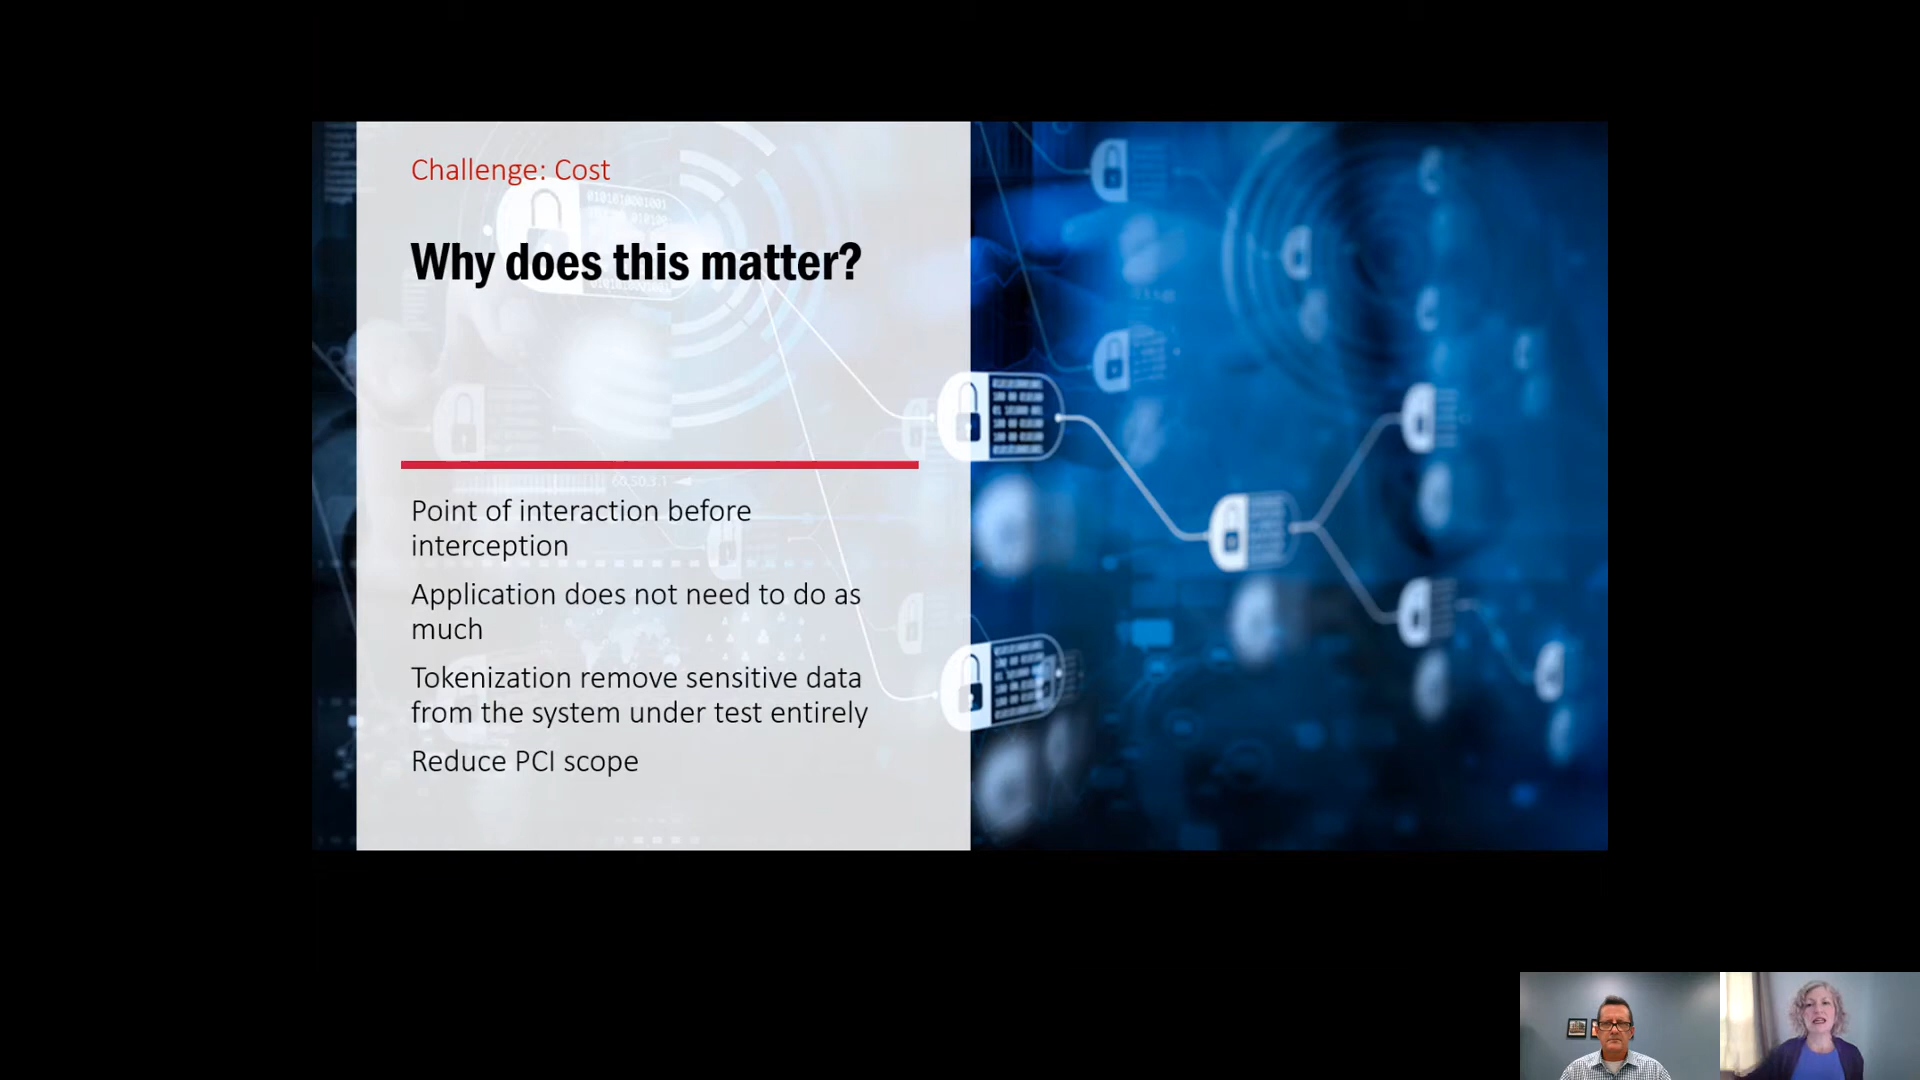 Challenge: Cost
Why does this matter?
Point of interaction before
interception
Application does not need to do as
much
Tokenization remove sensitive data
from the system under test entirely
Reduce PCI scope